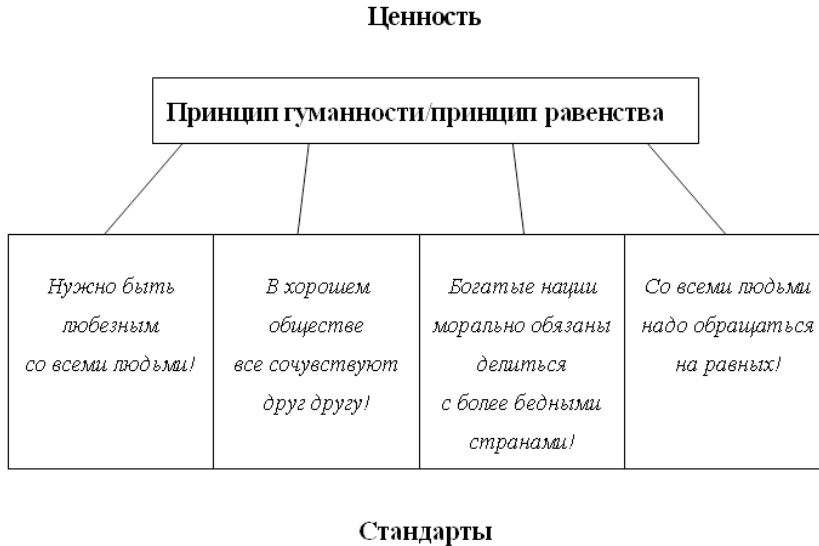 Ценность
Принцип гуманности/принцип равенства
Нужно быть
любезным
со всеми людьми!
В хорошем
обществе
все сочувствуют
друг другу!
Богатые нации
морально обязаны
делиться
с более бедными
странами!
Со всеми людьми
надо обращаться
на равных!
Стандарты